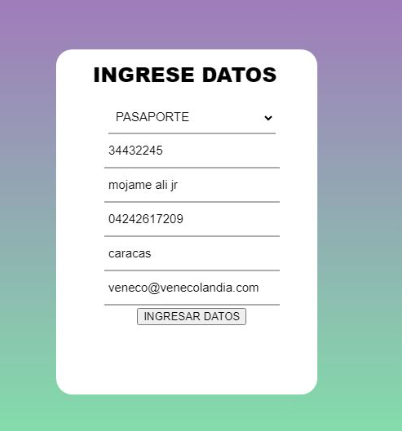 INGRESE DATOS
PASAPORTE
34432245
mojame ali jr
04242617209
caracas
veneco@venecolandia.com
INGRESAR DATOS